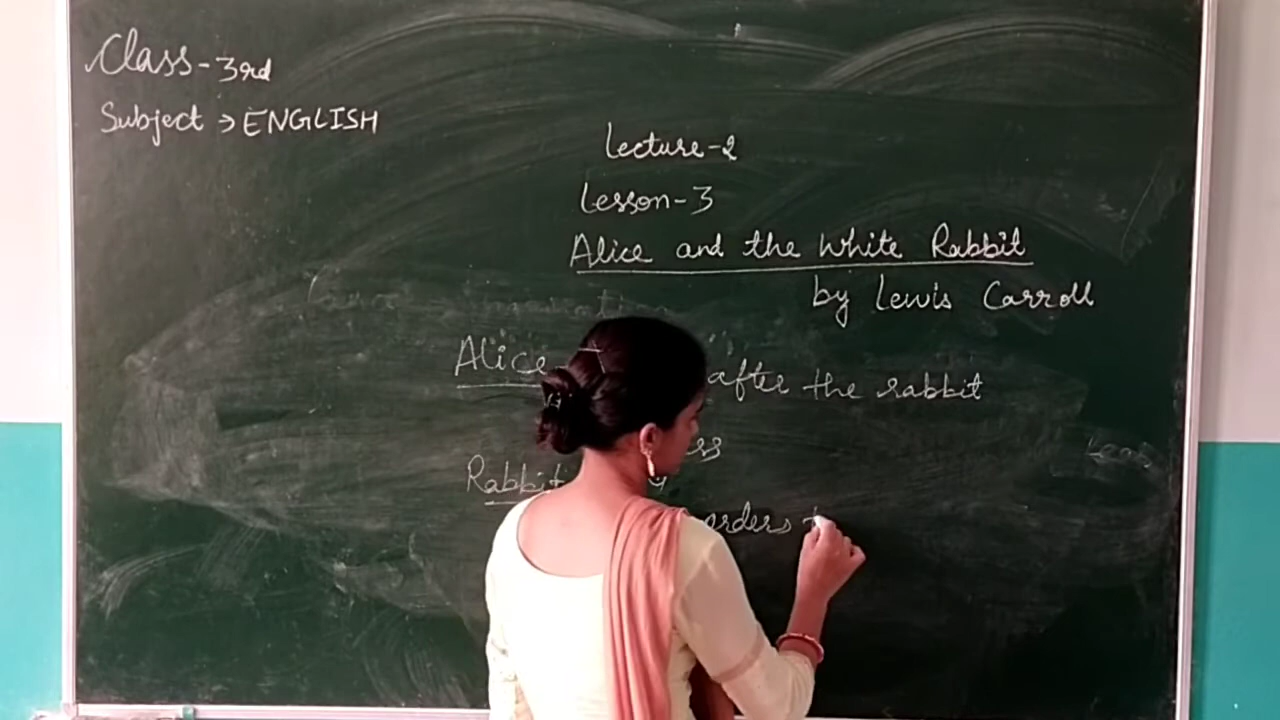 Class - 3rd
Subject → ENGLISH
Lecture - 2
Lesson - 3
Alice and the White Rabbit
by Lewis Carroll
Alice after the rabbit
Rabbit
orders